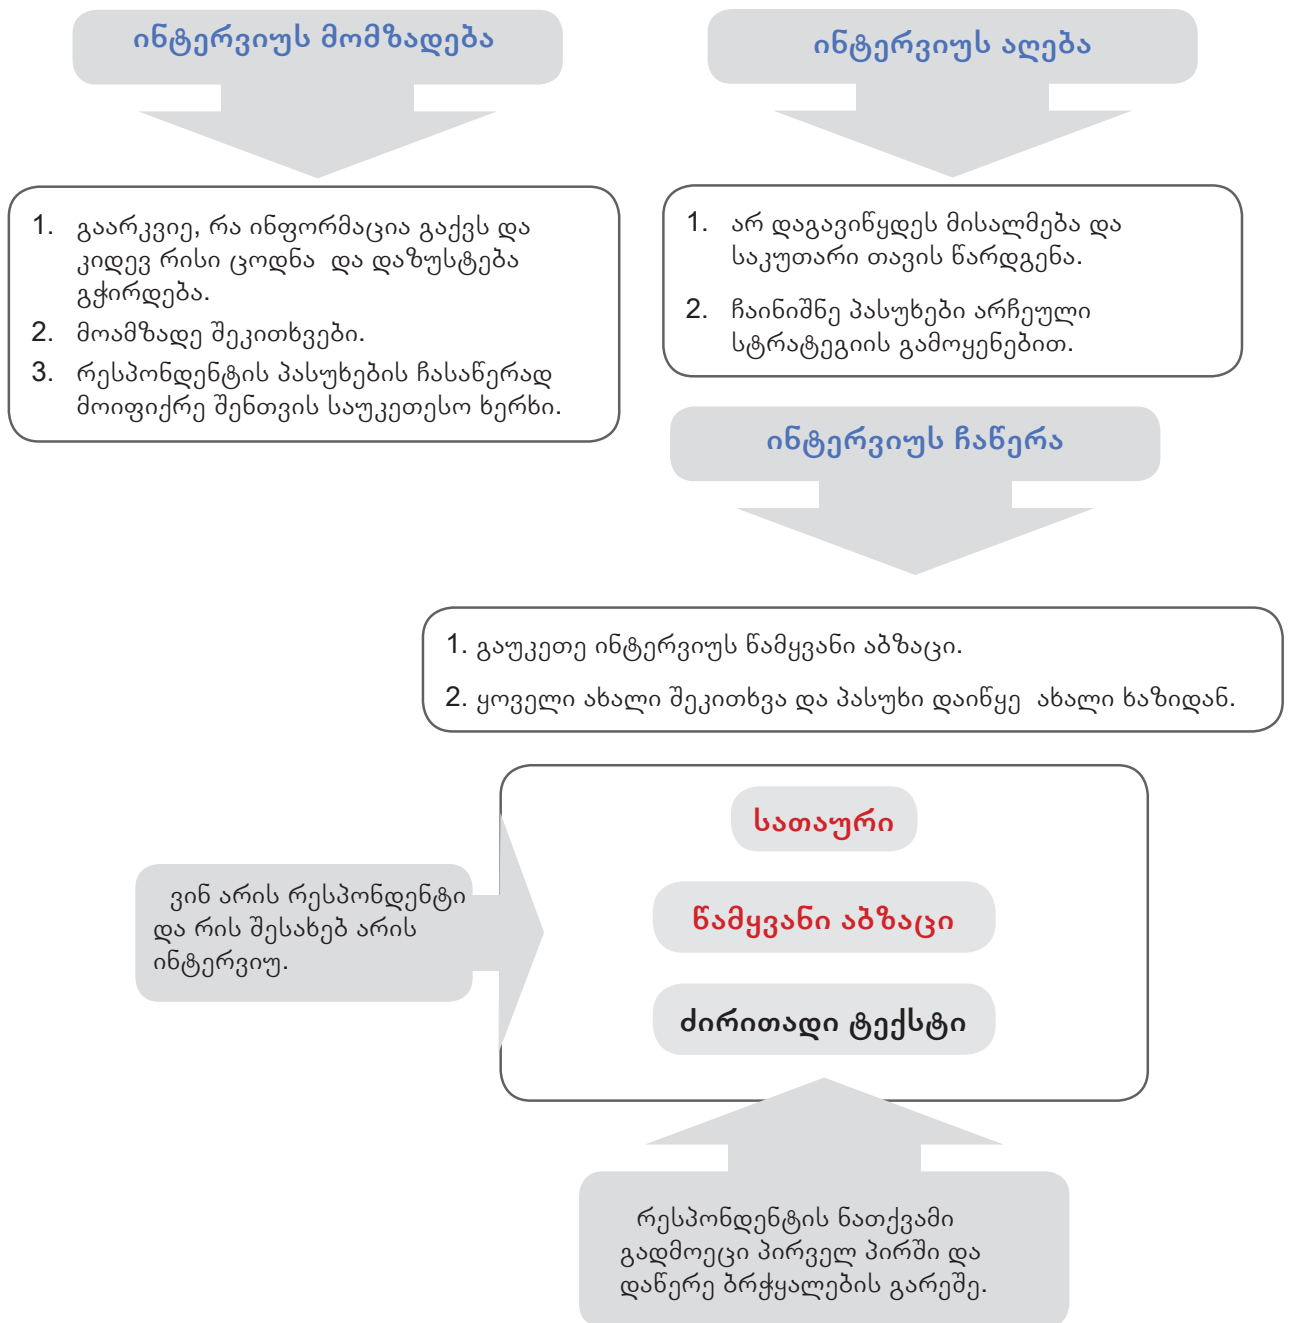 ინტერვიუს მომზადება
1. გაარკვიე, რა ინფორმაცია გაქვს და
კიდევ რისი ცოდნა და დაზუსტება
გჭირდება.
2. მოამზადე შეკითხვები.
3. რესპონდენტის პასუხების ჩასაწერად
მოიფიქრე შენთვის საუკეთესო ხერხი.
ინტერვიუს აღება
1. არ დაგავიწყდეს მისალმება და
საკუთარი თავის წარდგენა.
2. ჩაინიშნე პასუხები არჩეული
სტრატეგიის გამოყენებით.
ინტერვიუს ჩაწერა
1. გაუკეთე ინტერვიუს წამყვანი აბზაცი.
2. ყოველი ახალი შეკითხვა და პასუხი დაიწყე ახალი ხაზიდან.
სათაური
წამყვანი აბზაცი
ძირითადი ტექსტი
ვინ არის რესპონდენტი
და რის შესახებ არის
ინტერვიუ.
რესპონდენტის ნათქვამი
გადმოეცი პირველ პირში და
დაწერე ბრჭყალების გარეშე.